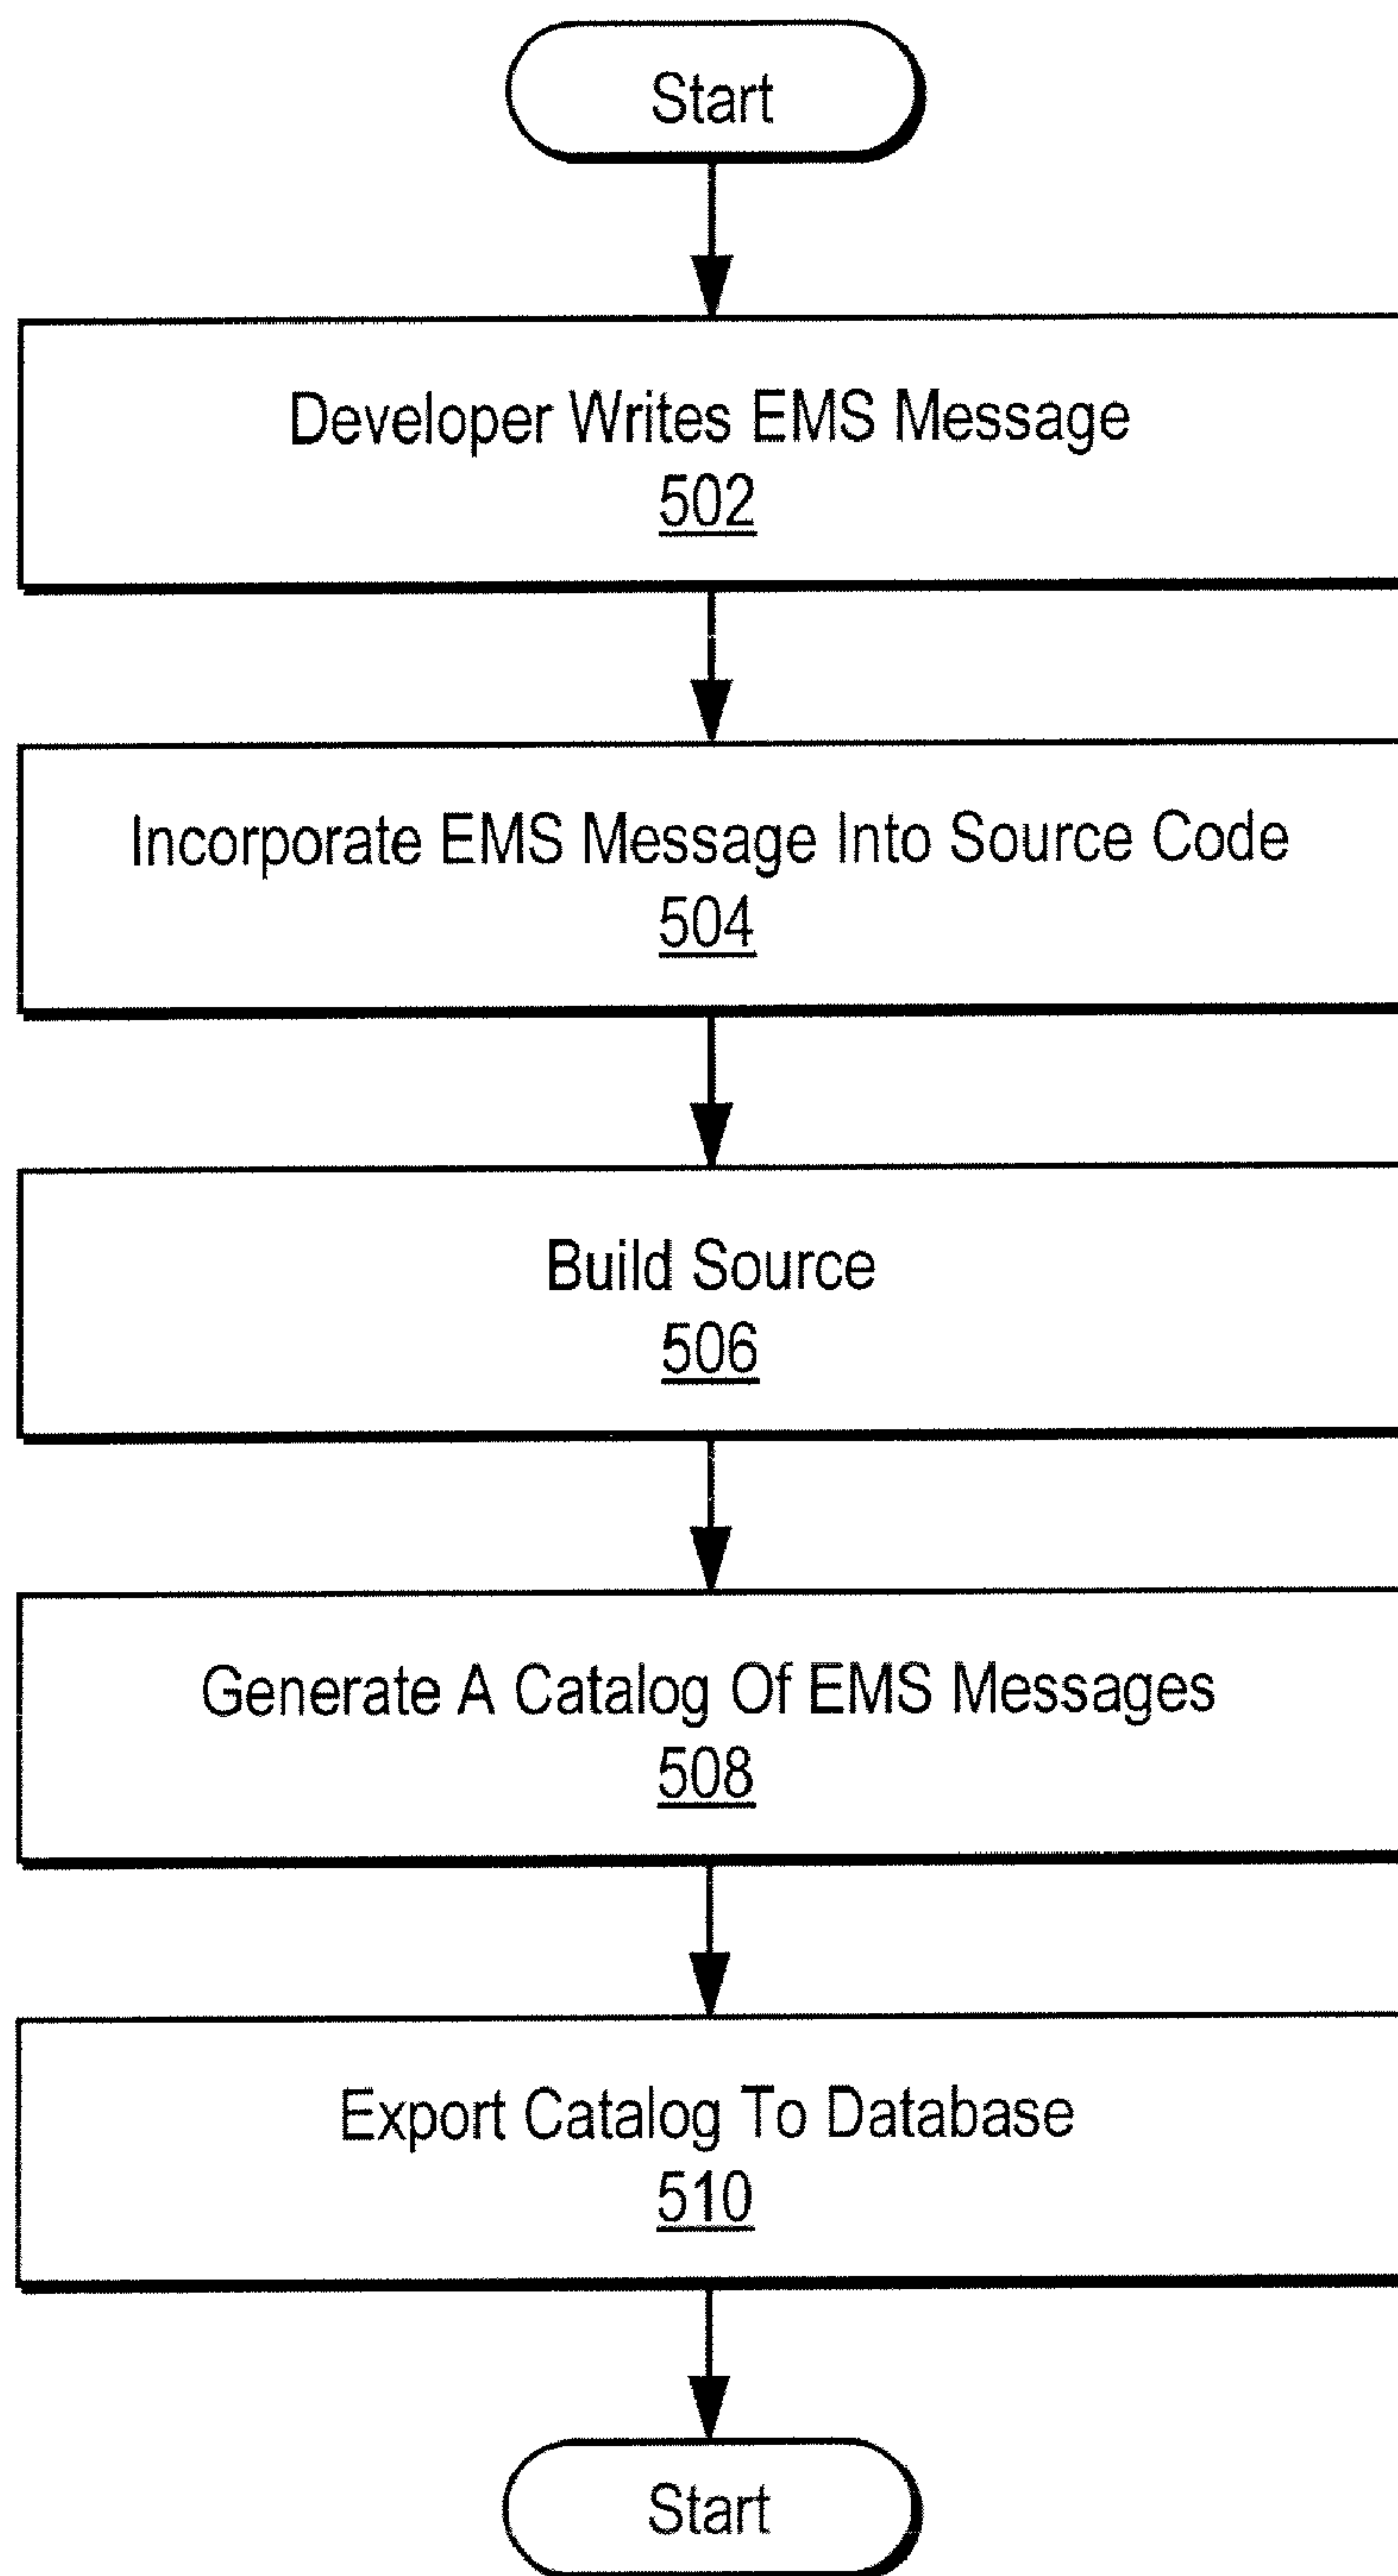 Start
Developer Writes EMS Message
502
Incorporate EMS Message Into Source Code
504
Build Source
506
Generate A Catalog Of EMS Messages
508
Export Catalog To Database
510
Start